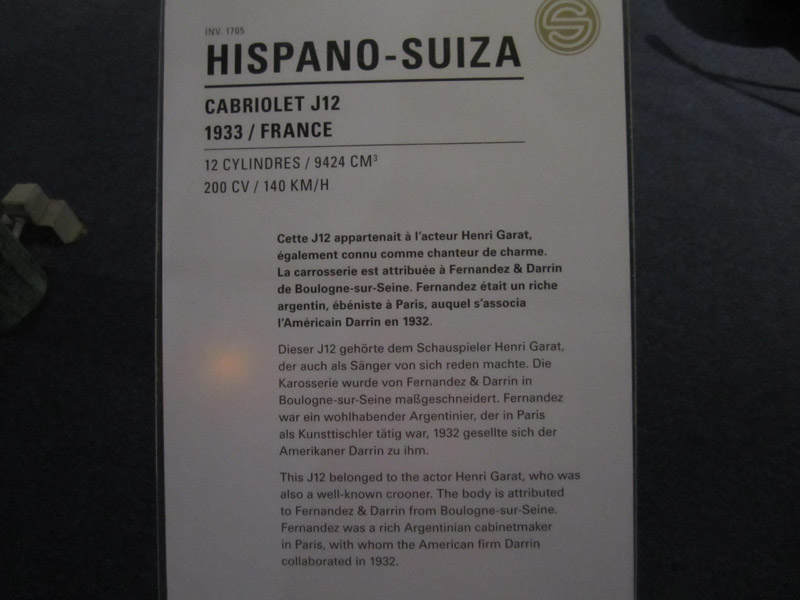 INV. 1705
HISPANO-SUIZA
CABRIOLET J12
1933 / FRANCE
12 CYLINDRES / 9424 CM³
200 CV / 140 KM/H
Cette J12 appartenait à l'acteur Henri Garat,
également connu comme chanteur de charme.
La carrosserie est attribuée à Fernandez & Darrin
de Boulogne-sur-Seine. Fernandez était un riche
argentin, ébéniste à Paris, auquel s'associa
l'Américain Darrin en 1932.
Dieser J12 gehörte dem Schauspieler Henri Garat,
der auch als Sänger von sich reden machte. Die
Karosserie wurde von Fernandez & Darrin in
Boulogne-sur-Seine maßgeschneidert. Fernandez
war ein wohlhabender Argentinier, der in Paris
als Kunsttischler tätig war, 1932 gesellte sich der
Amerikaner Darrin zu ihm.
This J12 belonged to the actor Henri Garat, who was
also a well-known crooner. The body is attributed
to Fernandez & Darrin from Boulogne-sur-Seine.
Fernandez was a rich Argentinian cabinetmaker
in Paris, with whom the American firm Darrin
collaborated in 1932.